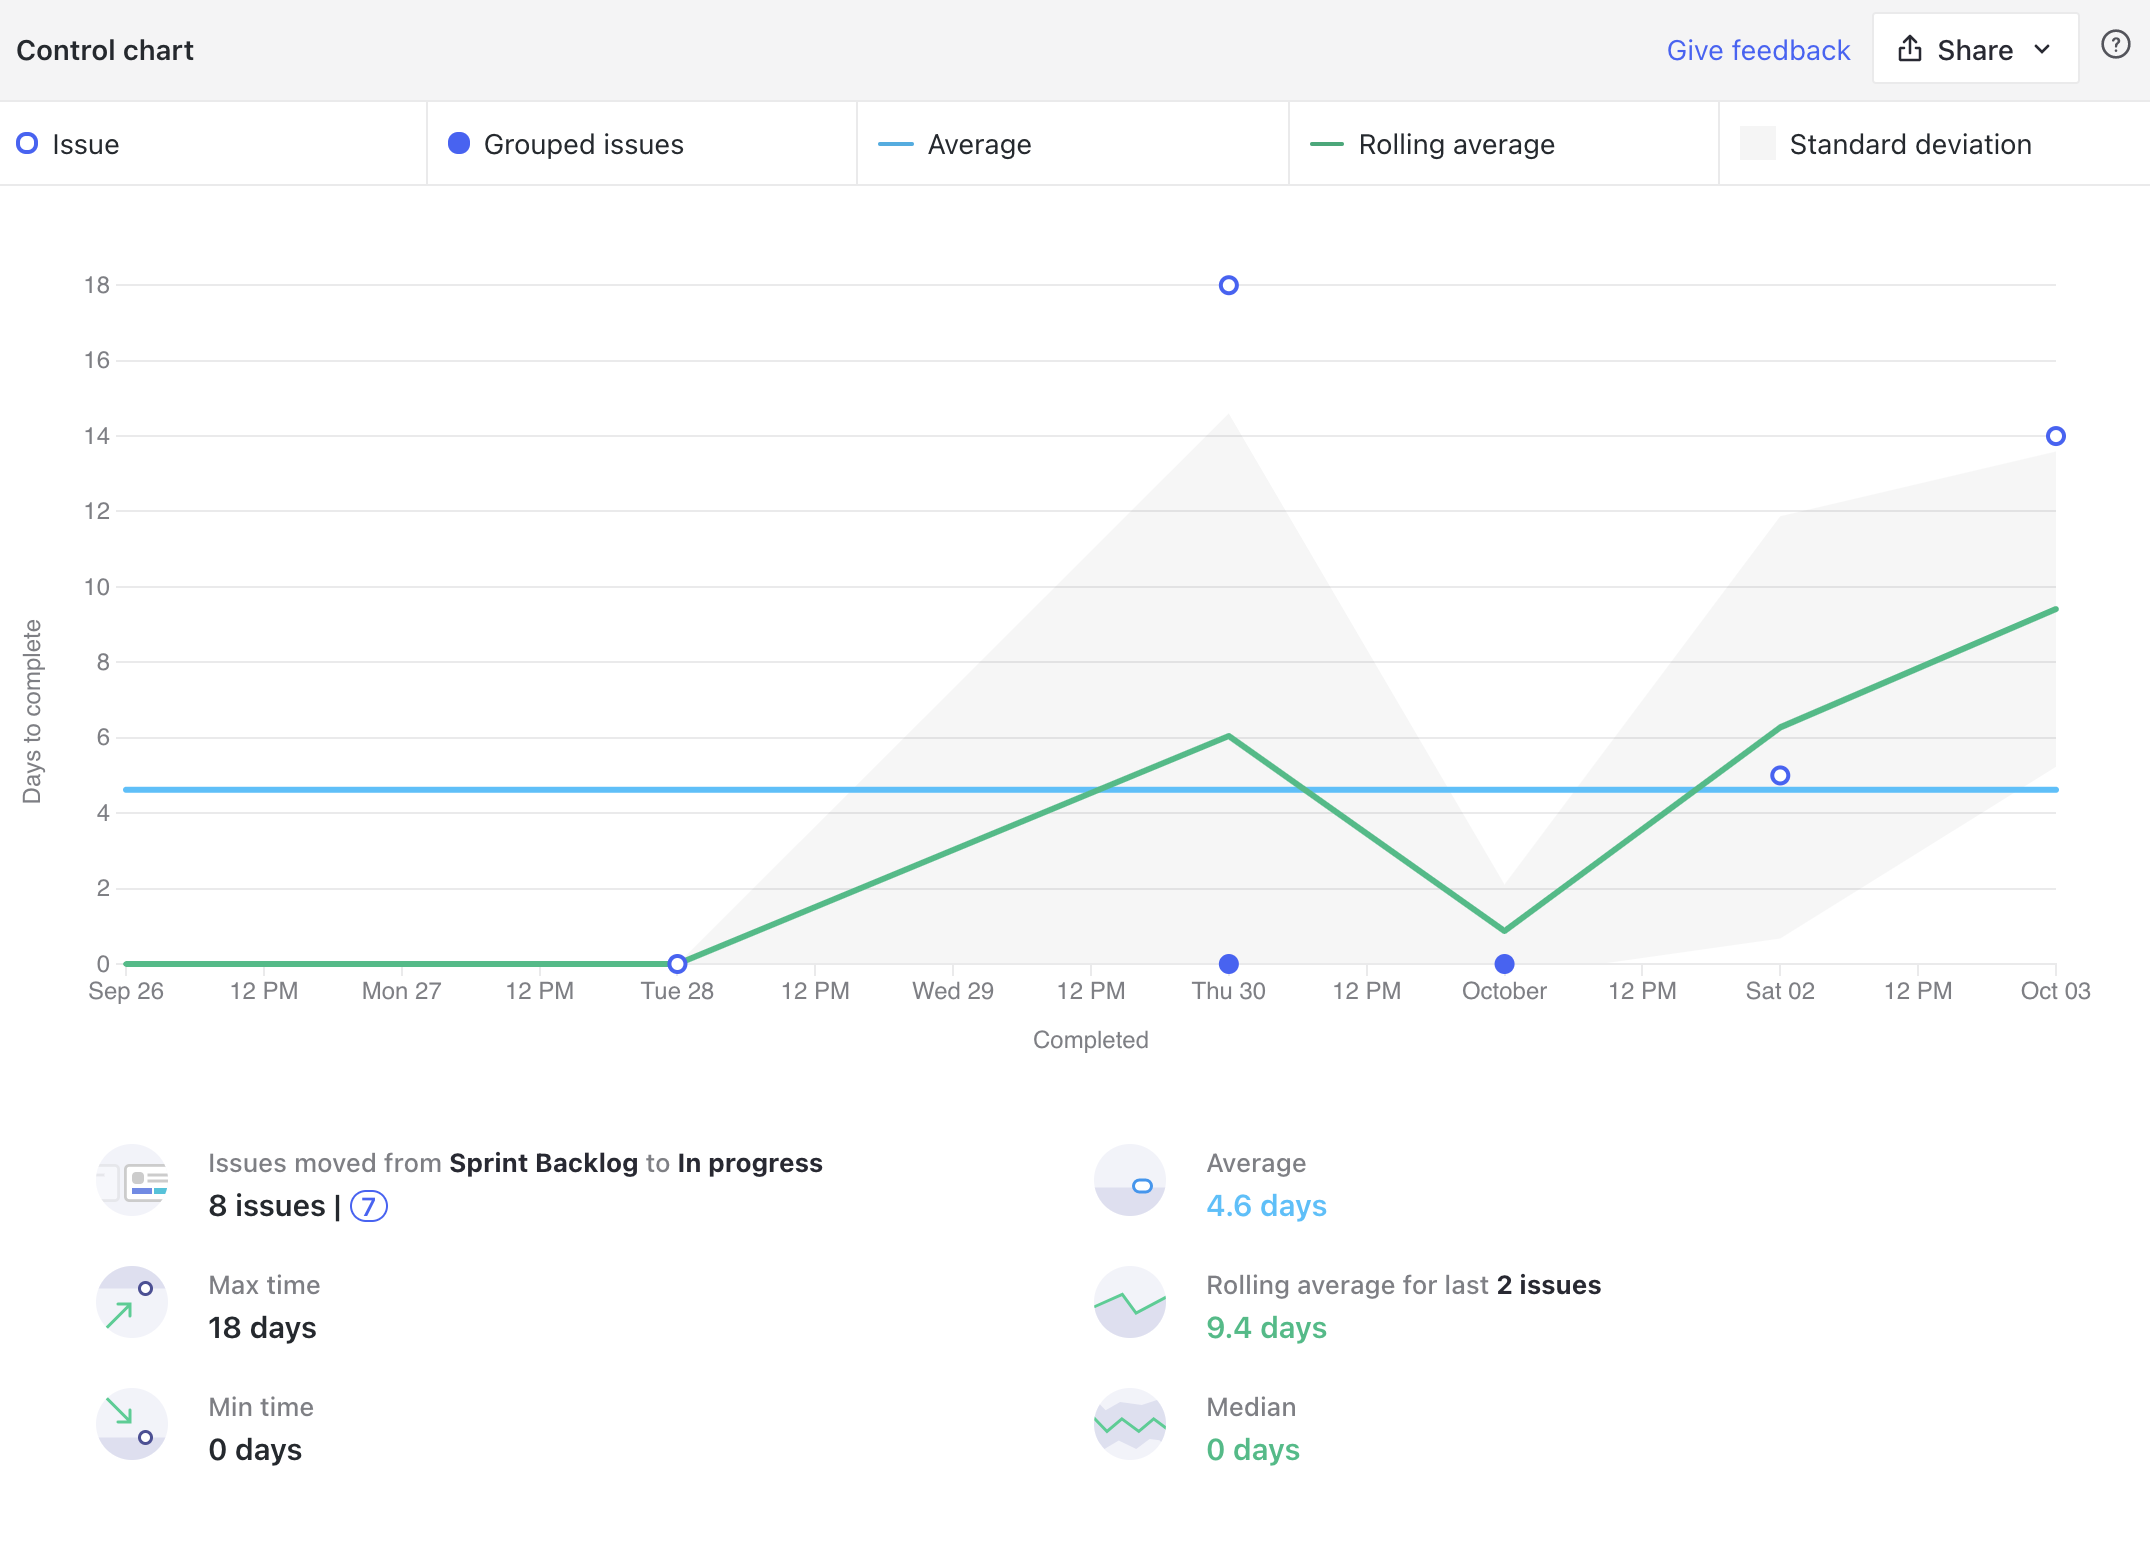 Control chart
Give feedback
Share
?
Issue
Grouped issues
Average
Rolling average
Standard deviation
18
16
14
12
10
8
6
4
2
0
Days to complete
Sep 26 12 PM Mon 27 12 PM Tue 28 12 PM Wed 29 12 PM Thu 30 12 PM October 12 PM Sat 02 12 PM Oct 03
Completed
Issues moved from Sprint Backlog to In progress
8 issues | 7
Average
4.6 days
Max time
18 days
Rolling average for last 2 issues
9.4 days
Min time
0 days
Median
0 days